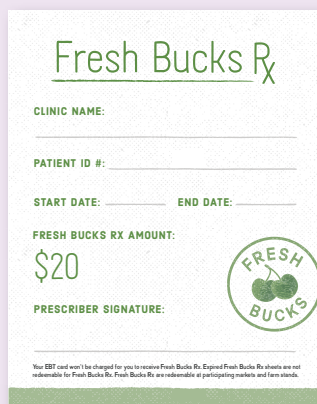 Fresh Bucks Rx
CLINIC NAME:
PATIENT ID #:
START DATE: END DATE:
FRESH BUCKS RX AMOUNT:
$20
FRESH
BUCKS
PRESCRIBER SIGNATURE:
Your EBT card won't be charged for you to receive Fresh Bucks Rx. Expired Fresh Bucks Rx sheets are not
redeemable for Fresh Bucks Rx. Fresh Bucks Rx are redeemable at participating markets and farm stands.